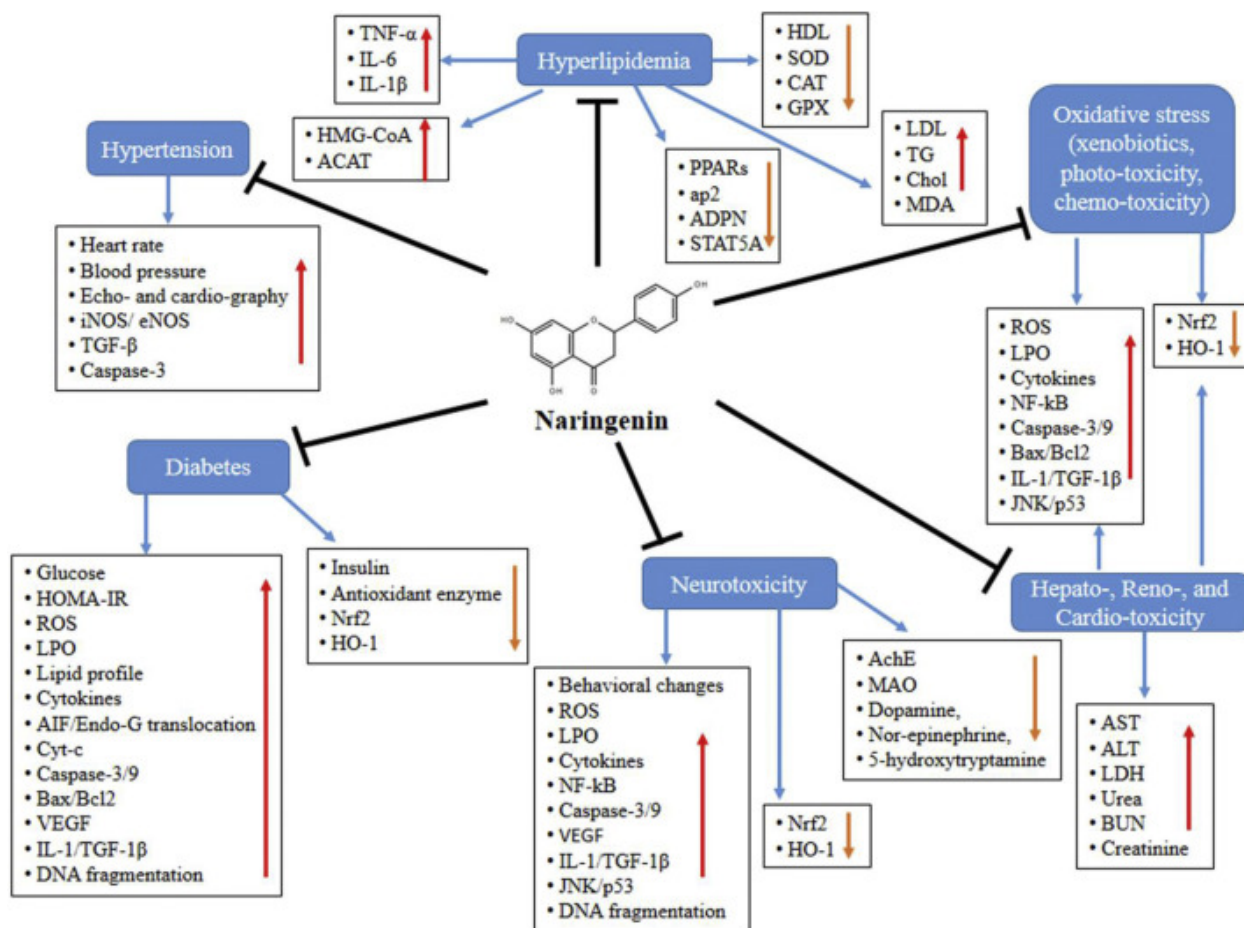 • TNF-α
• IL-6
• IL-1β
Hyperlipidemia
• HDL
• SOD
• CAT
• GPX
• HMG-CoA
• ACAT
• PPARs
• ap2
• ADPN
• STAT5A
• LDL
• TG
• Chol
• MDA
Hypertension
• Heart rate
• Blood pressure
• Echo- and cardio-graphy
• iNOS/ eNOS
• TGF-β
• Caspase-3
Oxidative stress
(xenobiotics,
photo-toxicity,
chemo-toxicity)
• ROS
• LPO
• Cytokines
• NF-kB
• Caspase-3/9
• Bax/Bcl2
• IL-1/TGF-1β
• JNK/p53
• Nrf2
• HO-1
OH
HO
O
OH
O
Naringenin
Diabetes
• Glucose
• HOMA-IR
• ROS
• LPO
• Lipid profile
• Cytokines
• AIF/Endo-G translocation
• Cyt-c
• Caspase-3/9
• Bax/Bcl2
• VEGF
• IL-1/TGF-1β
• DNA fragmentation
• Insulin
• Antioxidant enzyme
• Nrf2
• HO-1
Neurotoxicity
• Behavioral changes
• ROS
• LPO
• Cytokines
• NF-kB
• Caspase-3/9
• VEGF
• IL-1/TGF-1β
• JNK/p53
• DNA fragmentation
• Nrf2
• HO-1
• AchE
• MAO
• Dopamine,
• Nor-epinephrine,
• 5-hydroxytryptamine
Hepato-, Reno-, and
Cardio-toxicity
• AST
• ALT
• LDH
• Urea
• BUN
• Creatinine